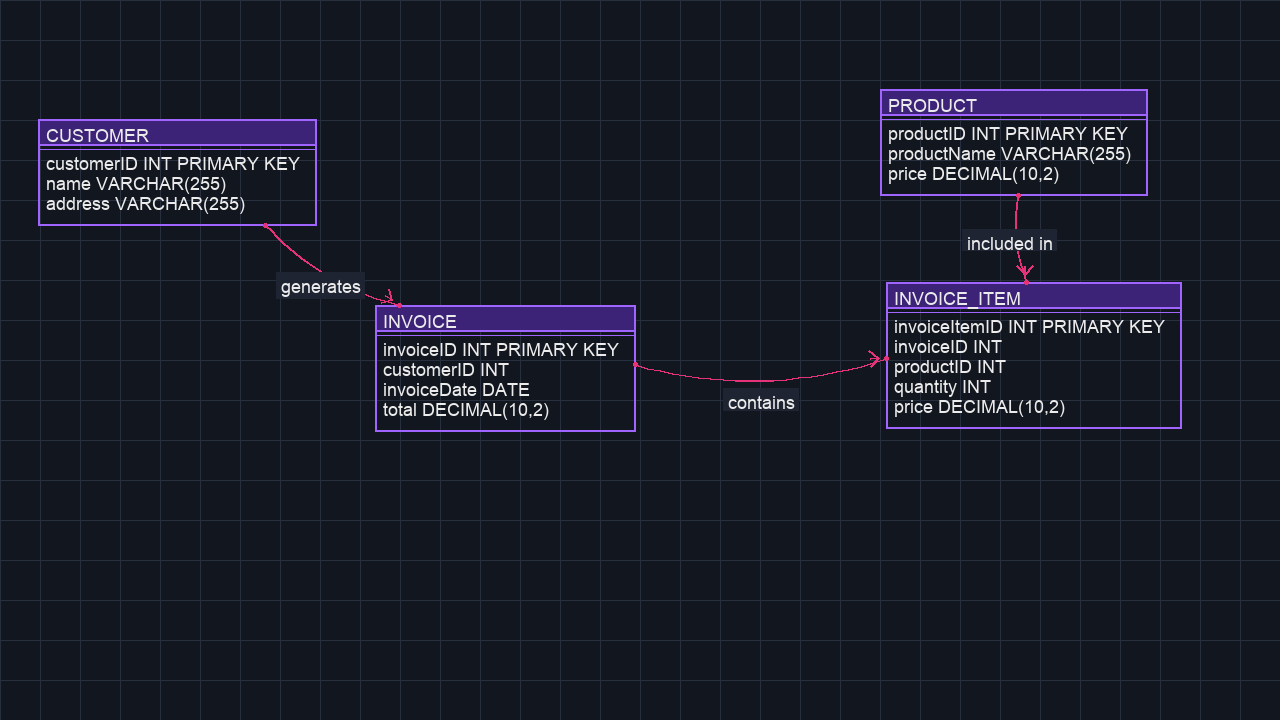 CUSTOMER
customerID INT PRIMARY KEY
name VARCHAR(255)
address VARCHAR(255)
generates
INVOICE
invoiceID INT PRIMARY KEY
customerID INT
invoiceDate DATE
total DECIMAL(10,2)
contains
PRODUCT
productID INT PRIMARY KEY
productName VARCHAR(255)
price DECIMAL(10,2)
included in
INVOICE_ITEM
invoiceItemID INT PRIMARY KEY
invoiceID INT
productID INT
quantity INT
price DECIMAL(10,2)